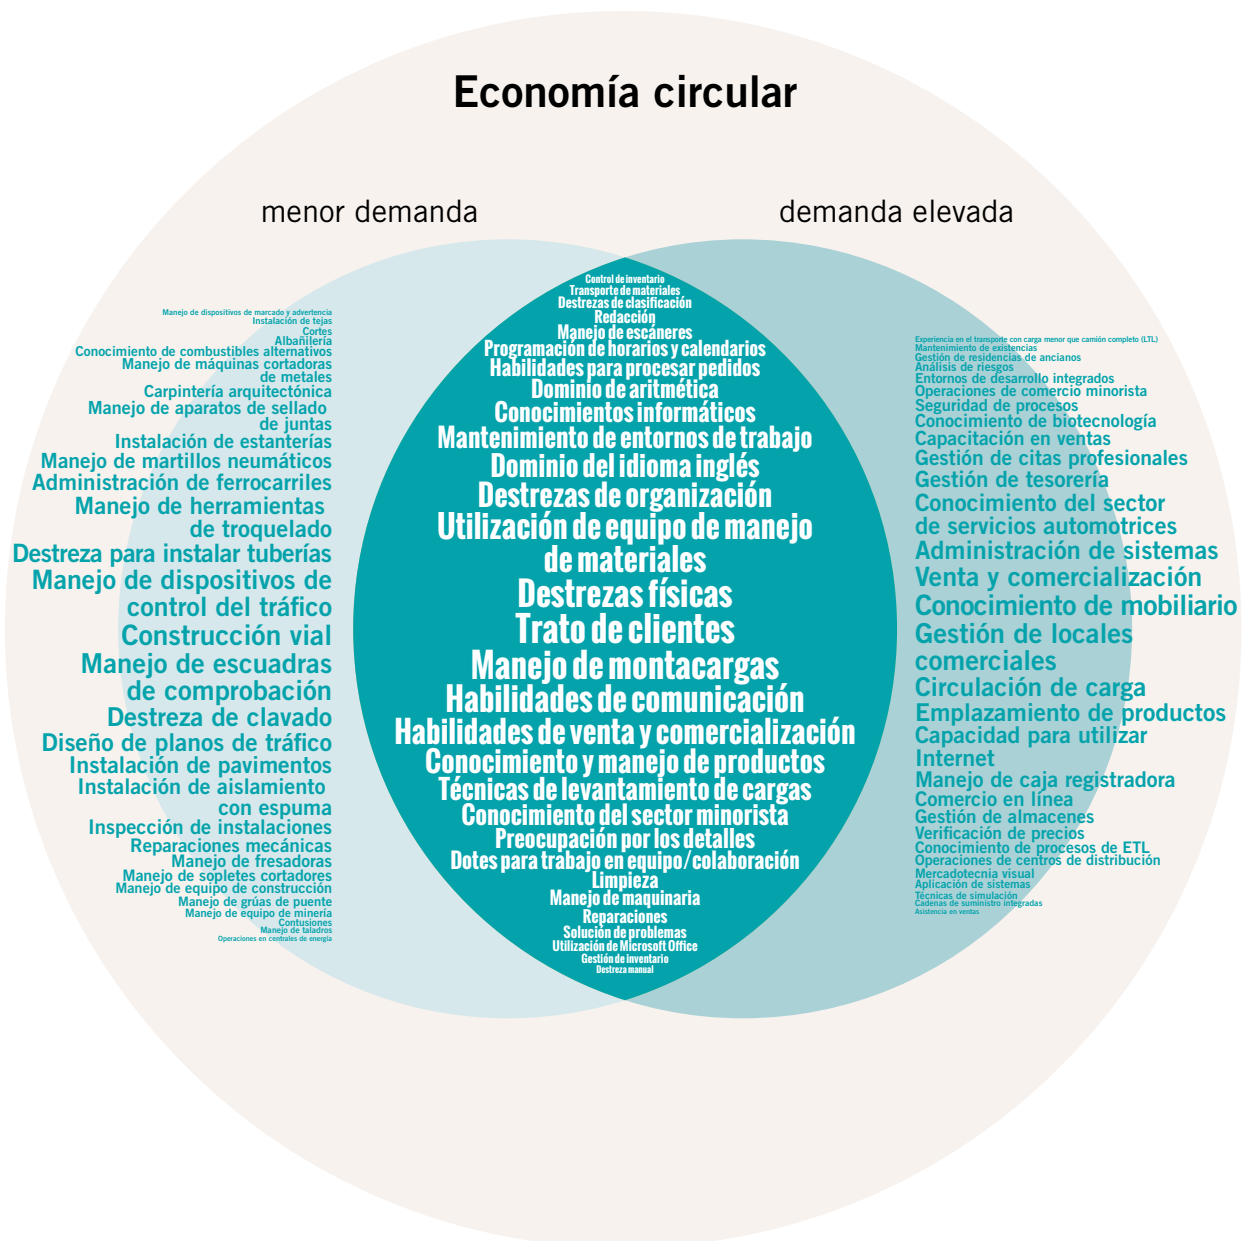 Economía circular
menor demanda
demanda elevada
Manejo de dispositivos de marcado y advertencia
Instalación de tejas
Cortes
Albañilería
Conocimiento de combustibles alternativos
Manejo de máquinas cortadoras
de metales
Carpintería arquitectónica
Manejo de aparatos de sellado
de juntas
Instalación de estanterías
Manejo de martillos neumáticos
Administración de ferrocarriles
Manejo de herramientas
de troquelado
Destreza para instalar tuberías
Manejo de dispositivos de
control del tráfico
Construcción vial
Manejo de escuadras
de comprobación
Destreza de clavado
Diseño de planos de tráfico
Instalación de pavimentos
Instalación de aislamiento
con espuma
Inspección de instalaciones
Reparaciones mecánicas
Manejo de fresadoras
Manejo de sopletes cortadores
Manejo de equipo de construcción
Manejo de grúas de puente
Manejo de equipo de minería
Contusiones
Manejo de taladros
Operaciones en centrales de energía
Control de inventario
Transporte de materiales
Destrezas de clasificación
Redacción
Manejo de escáneres
Programación de horarios y calendarios
Habilidades para procesar pedidos
Dominio de aritmética
Conocimientos informáticos
Mantenimiento de entornos de trabajo
Dominio del idioma inglés
Destrezas de organización
Utilización de equipo de manejo
de materiales
Destrezas físicas
Trato de clientes
Manejo de montacargas
Habilidades de comunicación
Habilidades de venta y comercialización
Conocimiento y manejo de productos
Técnicas de levantamiento de cargas
Conocimiento del sector minorista
Preocupación por los detalles
Dotes para trabajo en equipo/colaboración
Limpieza
Manejo de maquinaria
Reparaciones
Solución de problemas
Utilización de Microsoft Office
Gestión de inventario
Destreza manual
Experiencia en el transporte con carga menor que camión completo (LTL)
Mantenimiento de existencias
Gestión de residencias de ancianos
Análisis de riesgos
Entornos de desarrollo integrados
Operaciones de comercio minorista
Seguridad de procesos
Conocimiento de biotecnología
Capacitación en ventas
Gestión de citas profesionales
Gestión de tesorería
Conocimiento del sector
de servicios automotrices
Administración de sistemas
Venta y comercialización
Conocimiento de mobiliario
Gestión de locales
comerciales
Circulación de carga
Emplazamiento de productos
Capacidad para utilizar
Internet
Manejo de caja registradora
Comercio en línea
Gestión de almacenes
Verificación de precios
Conocimiento de procesos de ETL
Operaciones de centros de distribución
Mercadotecnia visual
Aplicación de sistemas
Técnicas de simulación
Cadenas de suministro integradas
Asistencia en ventas